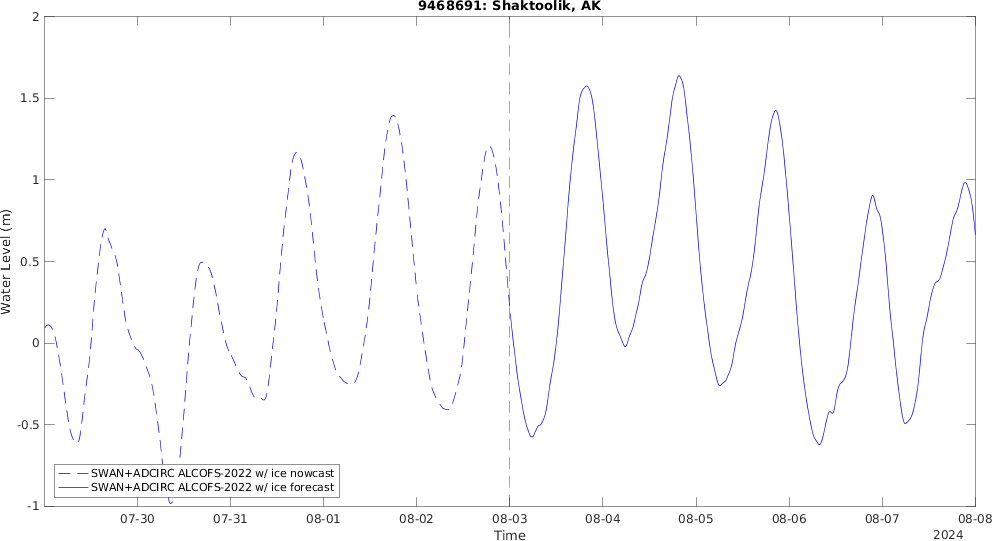 9468691: Shaktoolik, AK
2
1.5
1
0.5
0
-0.5
-1
Water Level (m)
SWAN+ADCIRC ALCOFS-2022 w/ ice nowcast
SWAN+ADCIRC ALCOFS-2022 w/ ice forecast
07-30 07-31 08-01 08-02 08-03 08-04 08-05 08-06 08-07 08-08
Time
2024